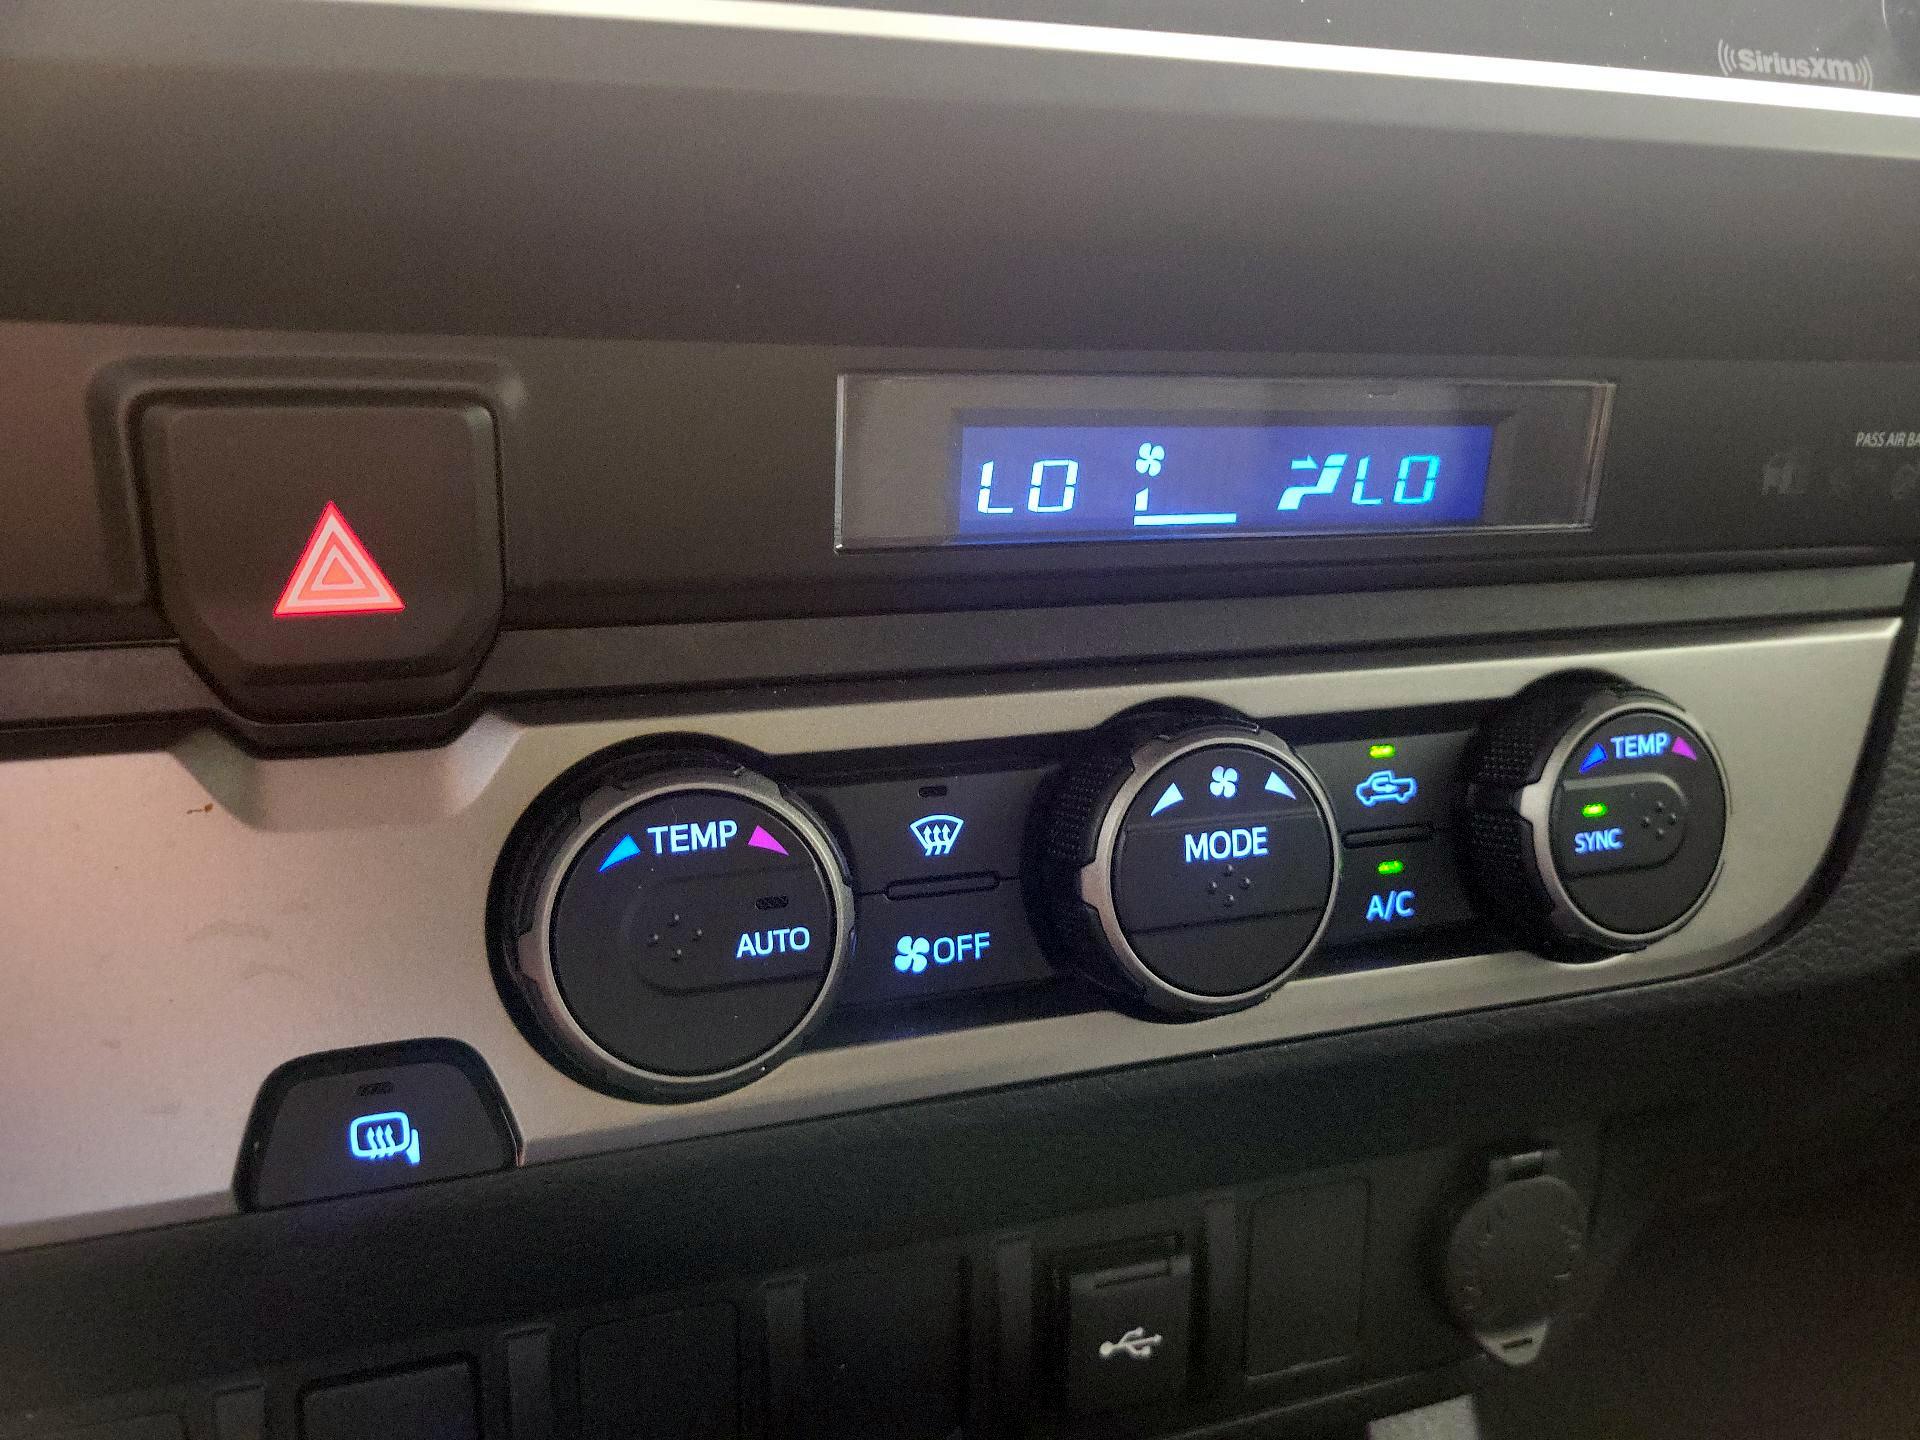 SiriusXM
PASS AIR BA
LO LO
TEMP
AUTO
OFF
MODE
A/C
TEMP
SYNC